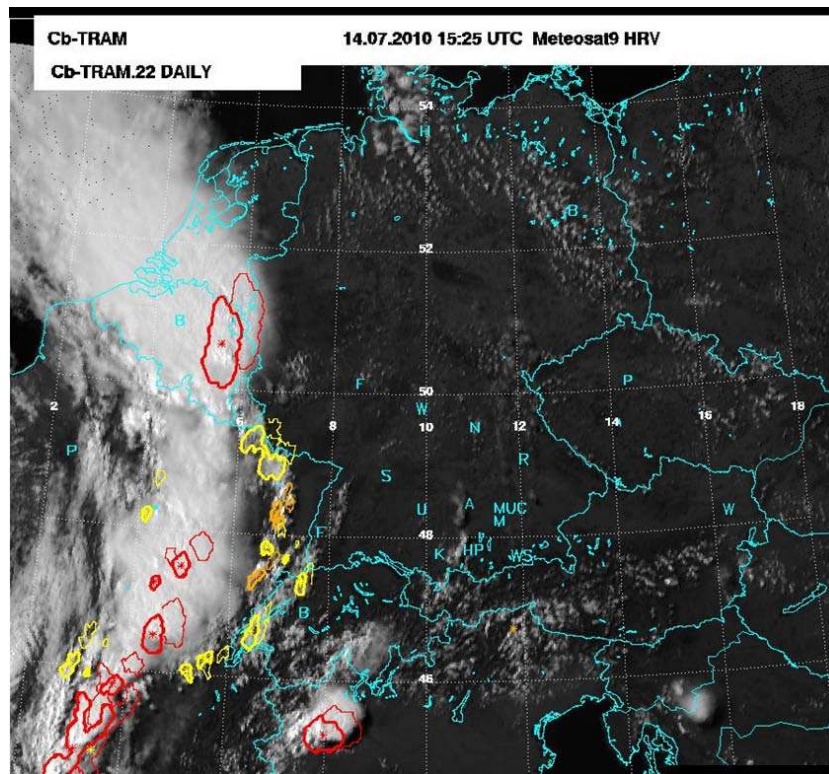 Cb-TRAM 14.07.2010 15:25 UTC Meteosat9 HRV
Cb-TRAM.22 DAILY
54
H
B
52
B
50
F
P
2
4
6
W
10
N
12
14
16
18
P
R
S
U
A
MUC
M
W
F
48
K
HP
WS
B
46